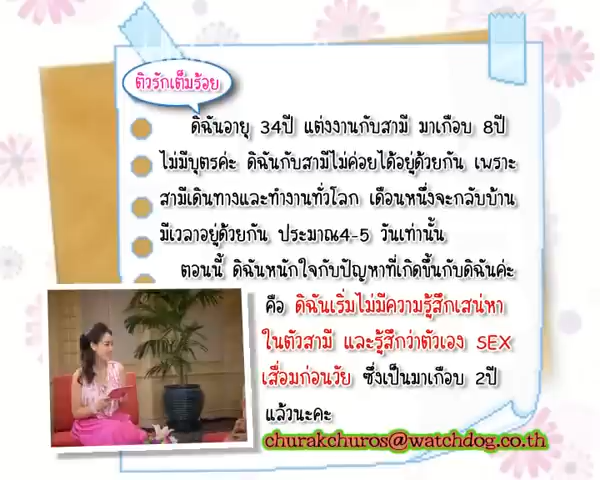 ติวรักเต็มร้อย
ดิฉันอายุ 34ปี แต่งงานกับสามี มาเกือบ 8ปี
ไม่มีบุตรค่ะ ดิฉันกับสามีไม่ค่อยได้อยู่ด้วยกัน เพราะ
สามีเดินทางและทำงานทั่วโลก เดือนหนึ่งจะกลับบ้าน
มีเวลาอยู่ด้วยกัน ประมาณ4-5 วันเท่านั้น
ตอนนี้ ดิฉันหนักใจกับปัญหาที่เกิดขึ้นกับดิฉันค่ะ
คือ ดิฉันเริ่มไม่มีความรู้สึกเสน่หา
ในตัวสามี และรู้สึกว่าตัวเอง SEX
เสื่อมก่อนวัย ซึ่งเป็นมาเกือบ 2ปี
แล้วนะคะ
churakchuros@watchdog.co.th